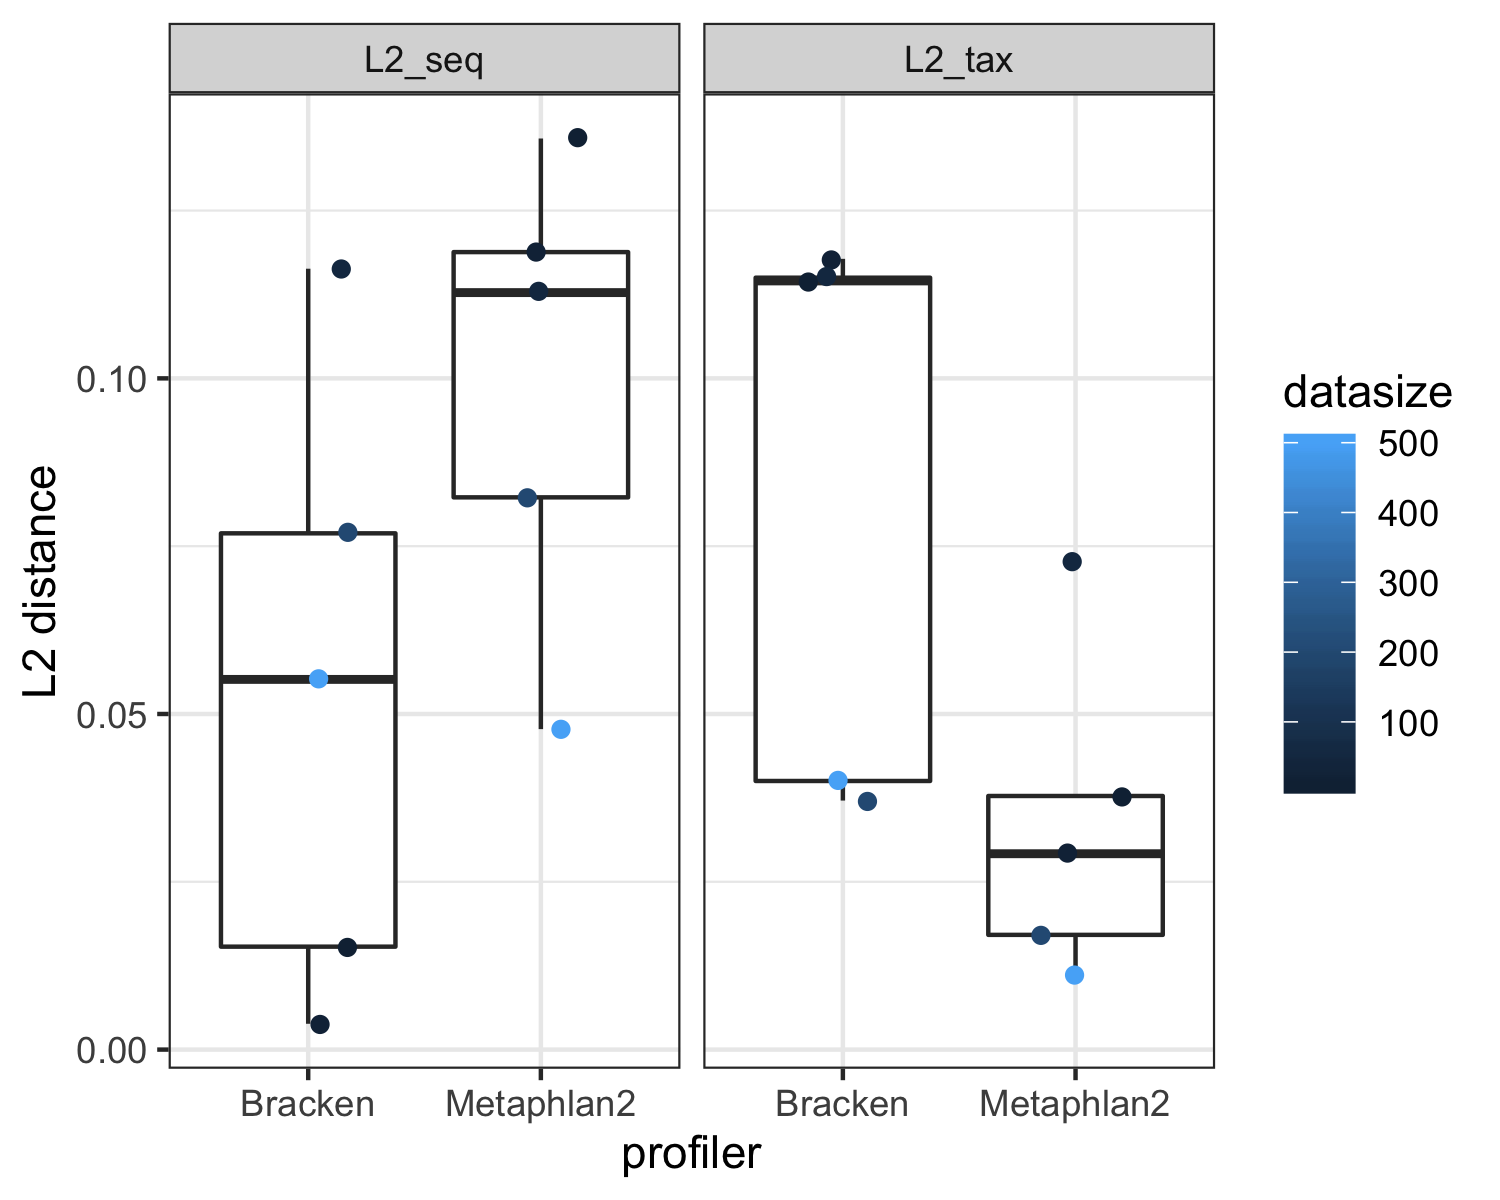 L2_seq
L2_tax
L2 distance
0.10
0.05
0.00
Bracken
Metaphlan2
Bracken
Metaphlan2
profiler
datasize
500
400
300
200
100